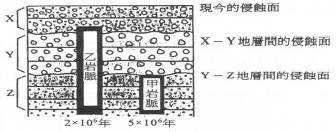 現今的侵蝕面
X
X－Y地層間的侵蝕面
Y
Y－Z地層間的侵蝕面
Z
乙岩脈
甲岩脈
2×10⁶年
5×10⁶年